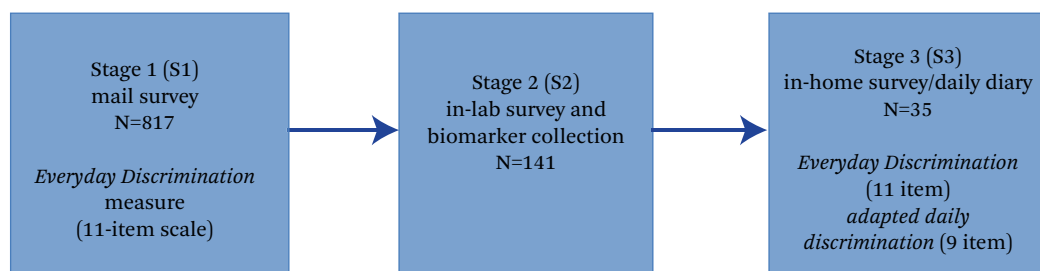 Stage 1 (S1)
mail survey
N=817
Everyday Discrimination
measure
(11-item scale)
Stage 2 (S2)
in-lab survey and
biomarker collection
N=141
Stage 3 (S3)
in-home survey/daily diary
N=35
Everyday Discrimination
(11 item)
adapted daily
discrimination (9 item)